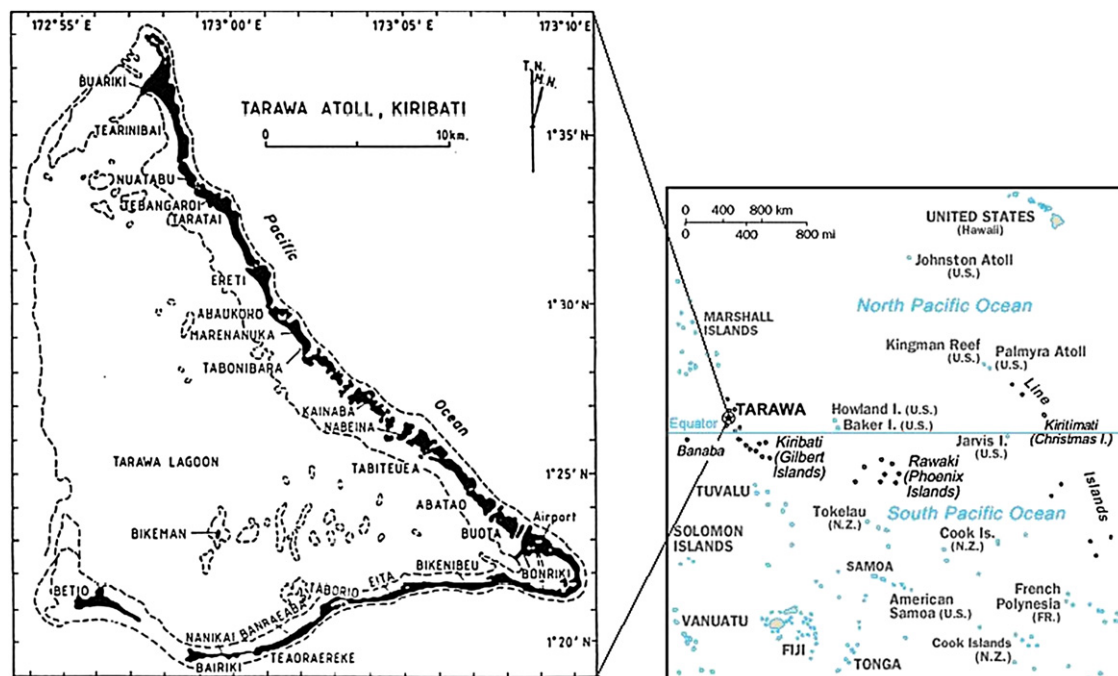 172°55' E
173°00' E
173°05' E
173°10' E
T.N.
M.N.
BUARIKI
TARAWA ATOLL, KIRIBATI
0
10km.
1°35' N
TEARINIBAI
NUATABU
TEBANGAROI
TARATAI
Pacific
ERETI
1°30' N
ABAUKORO
MARENANUKA
TABONIBARA
KAINABA
NABEINA
Ocean
TARAWA LAGOON
TABITEUEA
1°25' N
ABATAO
BIKEMAN
BUOTA
Airport
BONRIKI
BIKENIBEU
EITA
TABORIO
BETIO
BANRAEABA
NANIKAI
BAIRIKI
TEAORAEREKE
1°20' N
0 400 800 km
0 400 800 mi
UNITED STATES
(Hawaii)
Johnston Atoll
(U.S.)
North Pacific Ocean
MARSHALL
ISLANDS
Kingman Reef
(U.S.)
Palmyra Atoll
(U.S.)
Line
TARAWA
Howland I. (U.S.)
Baker I. (U.S.)
Equator
Kiritimati
(Christmas I.)
Banaba
Kiribati
(Gilbert
Islands)
Jarvis I.
(U.S.)
Rawaki
(Phoenix
Islands)
Islands
TUVALU
Tokelau
(N.Z.)
South Pacific Ocean
SOLOMON
ISLANDS
Cook Is.
(N.Z.)
SAMOA
American
Samoa (U.S.)
French
Polynesia
(FR.)
VANUATU
FIJI
TONGA
Cook Islands
(N.Z.)